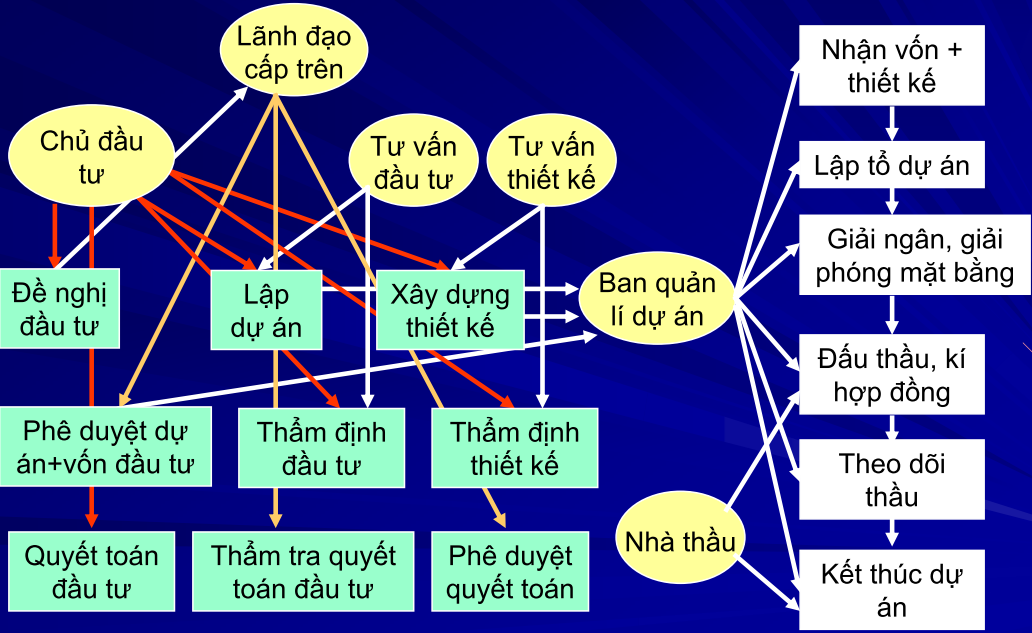 Lãnh đạo
cấp trên
Chủ đầu
tư
Tư vấn
đầu tư
Tư vấn
thiết kế
Đề nghị
đầu tư
Lập
dự án
Xây dựng
thiết kế
Ban quản
lí dự án
Phê duyệt dự
án+vốn đầu tư
Thẩm định
đầu tư
Thẩm định
thiết kế
Quyết toán
đầu tư
Thẩm tra quyết
toán đầu tư
Phê duyệt
quyết toán
Nhà thầu
Nhận vốn +
thiết kế
Lập tổ dự án
Giải ngân, giải
phóng mặt bằng
Đấu thầu, kí
hợp đồng
Theo dõi
thầu
Kết thúc dự
án